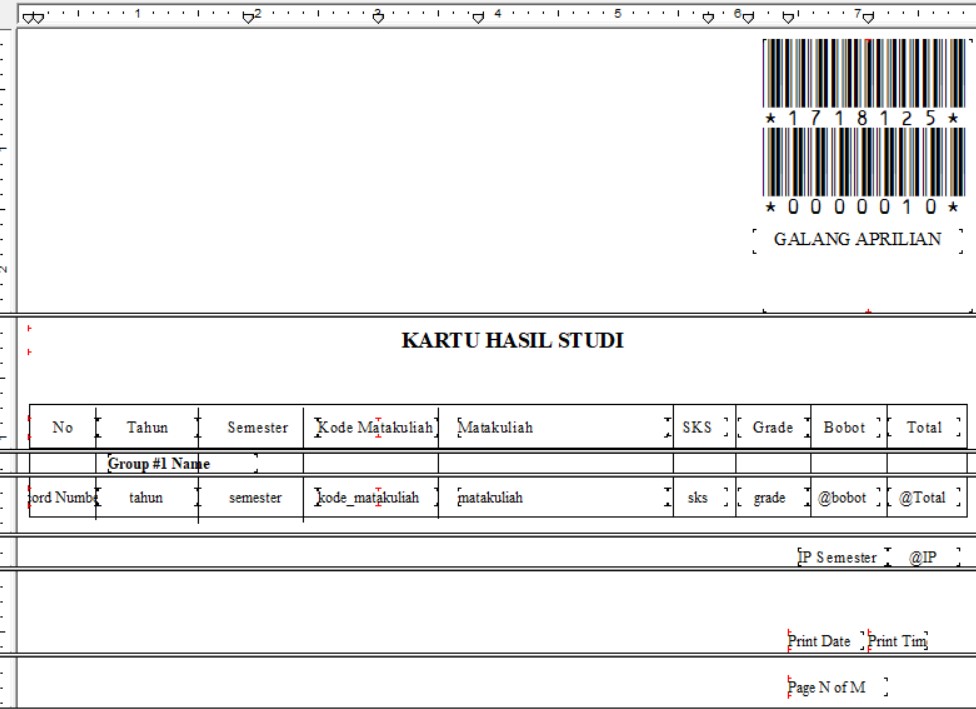 1 2 3 4 5 6 7
*1718125*
2
*0000010*
GALANG APRILIAN
KARTU HASIL STUDI
No Tahun Semester Kode Matakuliah Matakuliah SKS Grade Bobot Total
Group #1 Name
ord Numbe tahun semester kode_matakuliah matakuliah sks grade @bobot @Total
IP Semester @IP
Print Date Print Tim
Page N of M